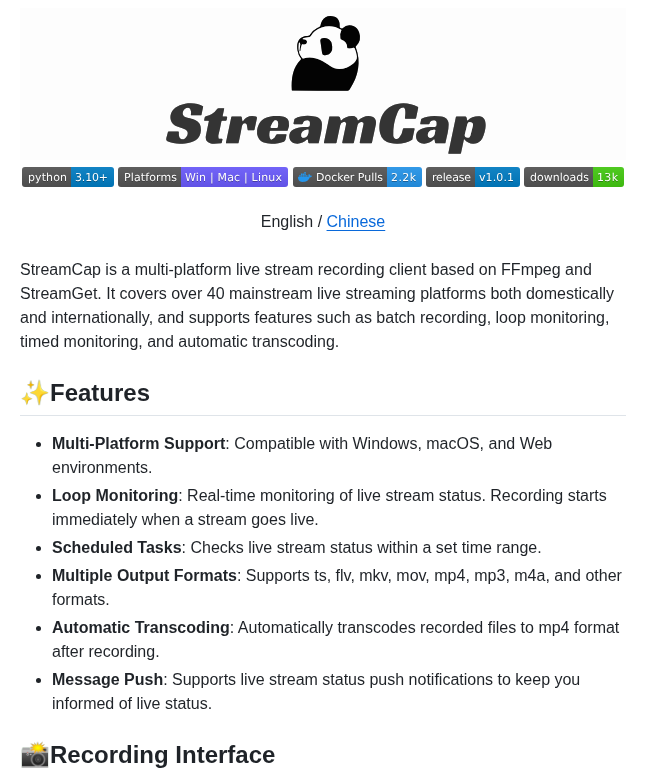 StreamCap
python 3.10+ Platforms Win | Mac | Linux Docker Pulls 2.2k release v1.0.1 downloads 13k
English / Chinese
StreamCap is a multi-platform live stream recording client based on FFmpeg and
StreamGet. It covers over 40 mainstream live streaming platforms both domestically
and internationally, and supports features such as batch recording, loop monitoring,
timed monitoring, and automatic transcoding.
✨Features
• Multi-Platform Support: Compatible with Windows, macOS, and Web
environments.
• Loop Monitoring: Real-time monitoring of live stream status. Recording starts
immediately when a stream goes live.
• Scheduled Tasks: Checks live stream status within a set time range.
• Multiple Output Formats: Supports ts, flv, mkv, mov, mp4, mp3, m4a, and other
formats.
• Automatic Transcoding: Automatically transcodes recorded files to mp4 format
after recording.
• Message Push: Supports live stream status push notifications to keep you
informed of live status.
📸Recording Interface